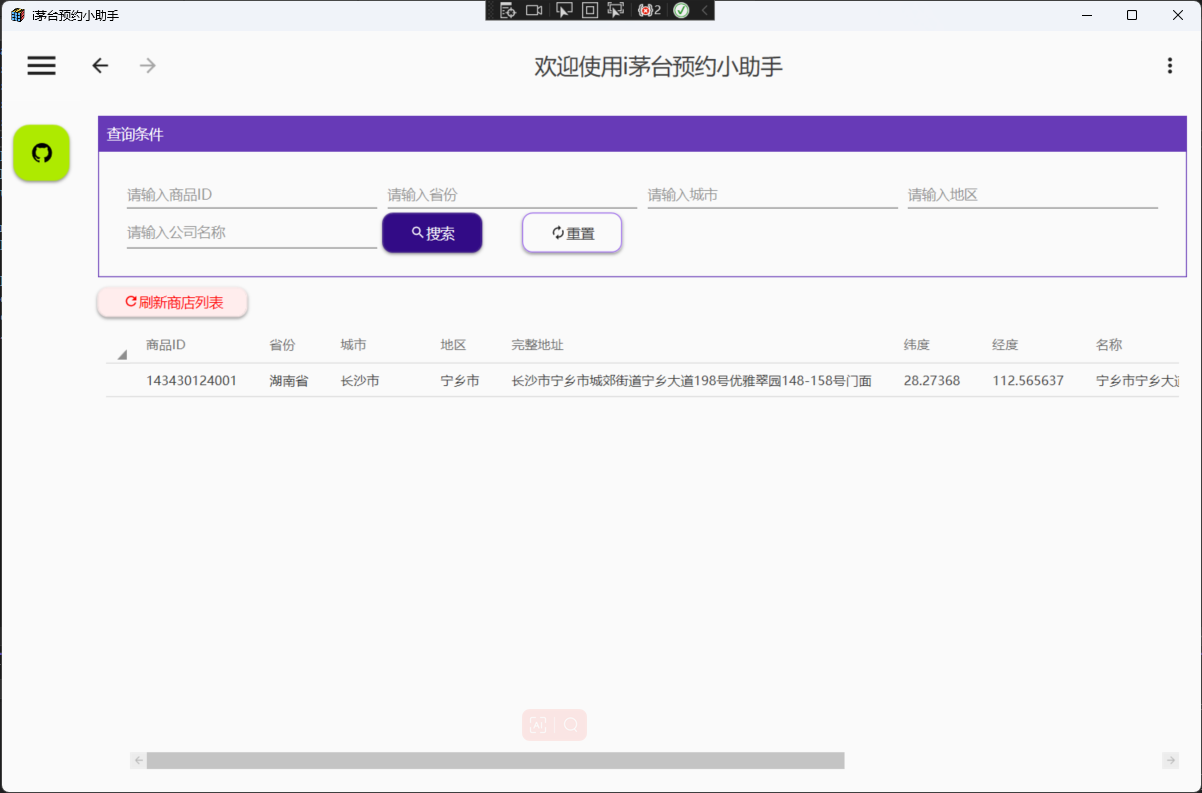 i茅台预约小助手
2
欢迎使用i茅台预约小助手
查询条件
请输入商品ID 请输入省份 请输入城市 请输入地区
请输入公司名称 搜索 重置
刷新商店列表
商品ID 省份 城市 地区 完整地址 纬度 经度 名称
143430124001 湖南省 长沙市 宁乡市 长沙市宁乡市城郊街道宁乡大道198号优雅翠园148-158号门面 28.27368 112.565637 宁乡市宁乡大